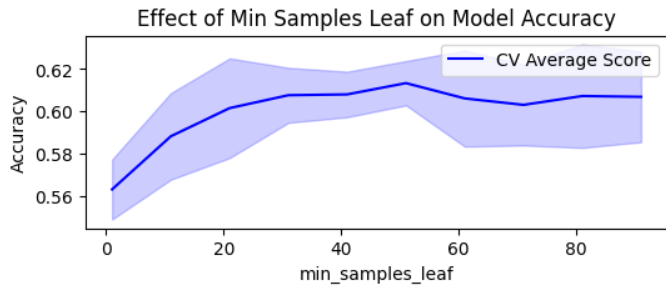 Effect of Min Samples Leaf on Model Accuracy
CV Average Score
Accuracy
0.62
0.60
0.58
0.56
0 20 40 60 80
min_samples_leaf